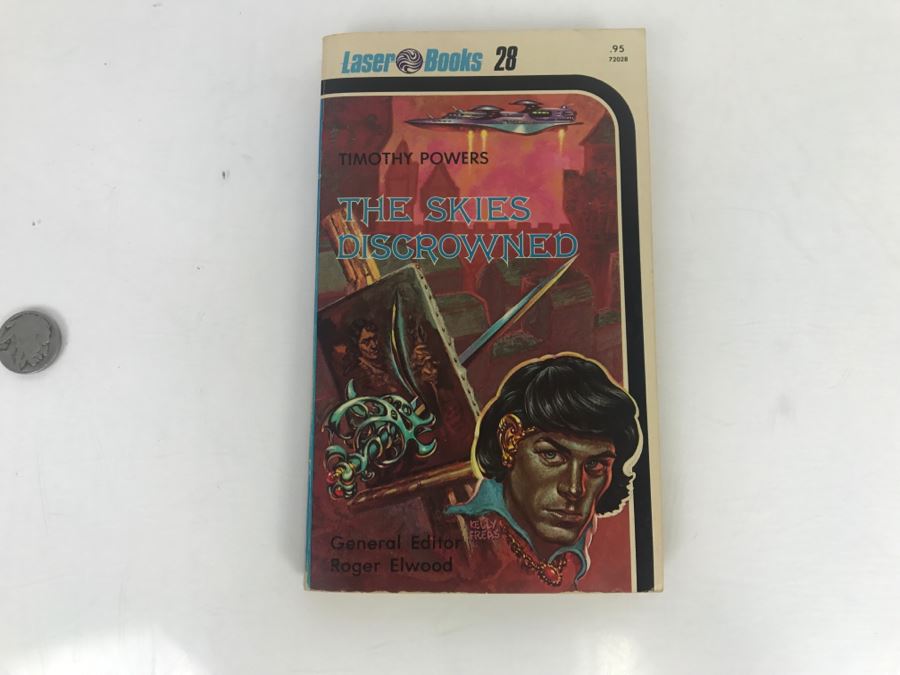 Laser Books 28
.95
72028
TIMOTHY POWERS
THE SKIES
DISCROWNED
KELLY
FREAS
General Editor
Roger Elwood